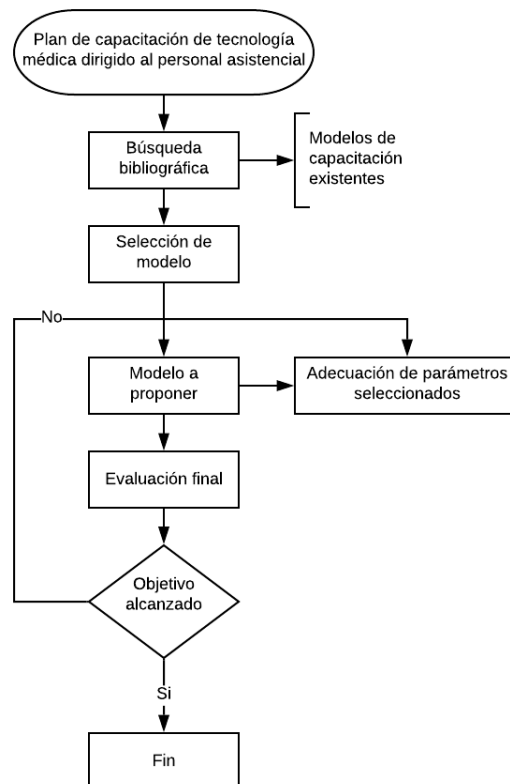 Plan de capacitación de tecnología
médica dirigido al personal asistencial
Búsqueda
bibliográfica
Modelos de
capacitación
existentes
Selección de
modelo
No
Modelo a
proponer
Adecuación de parámetros
seleccionados
Evaluación final
Objetivo
alcanzado
Si
Fin